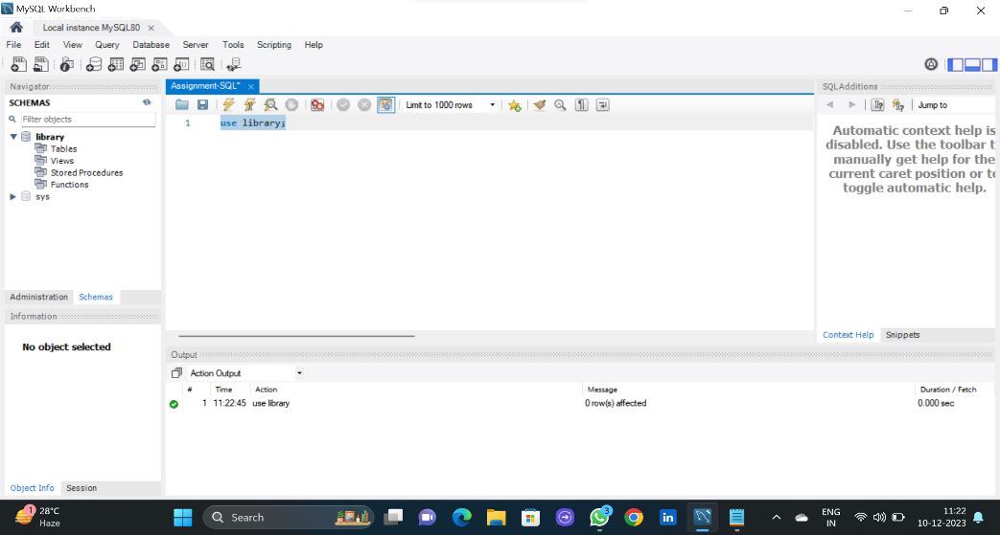 MySQL Workbench
Local instance MySQL80
File Edit View Query Database Server Tools Scripting Help
Navigator
SCHEMAS
Filter objects
library
Tables
Views
Stored Procedures
Functions
sys
Administration Schemas
Information
No object selected
Object Info Session
Assignment-SQL*
Limit to 1000 rows
1 use library;
SQLAdditions
Jump to
Automatic context help is
disabled. Use the toolbar t
manually get help for the
current caret position or to
toggle automatic help.
Context Help Snippets
Output
Action Output
# Time Action Message Duration / Fetch
1 11:22:45 use library 0 row(s) affected 0.000 sec
1
28°C
Haze
Search
3
ENG
IN
11:22
10-12-2023